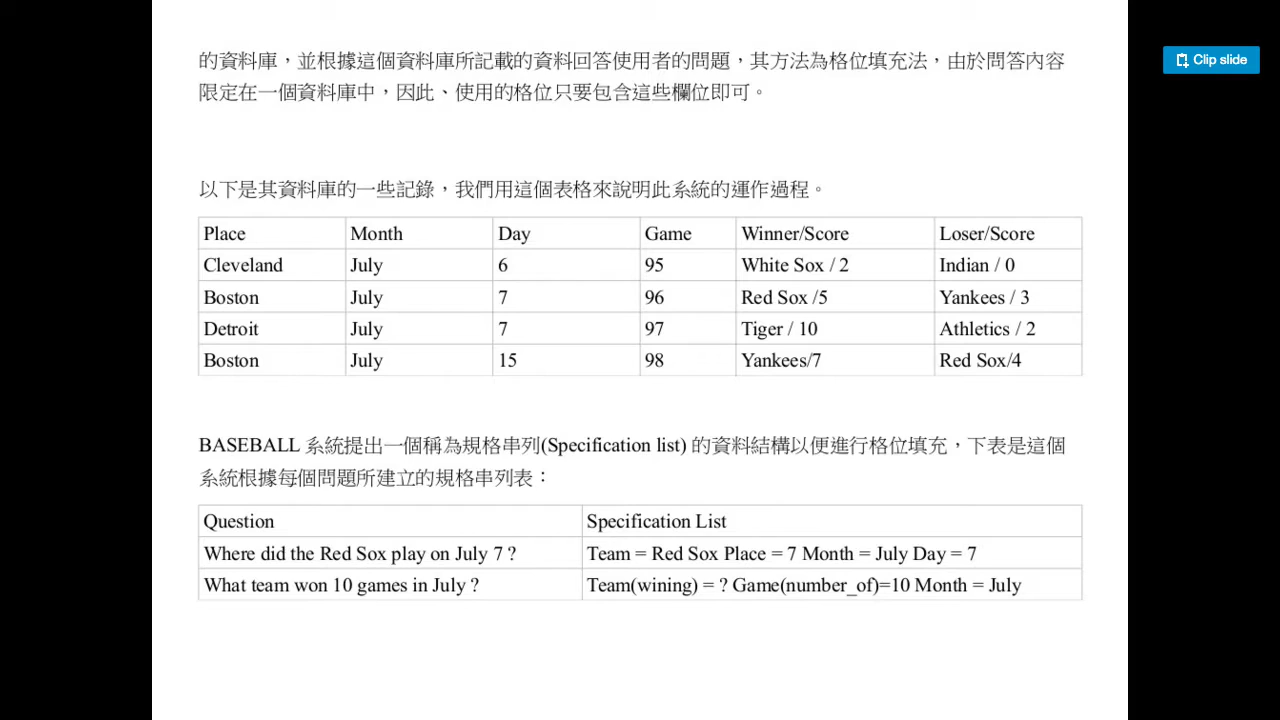 的資料庫，並根據這個資料庫所記載的資料回答使用者的問題，其方法為格位填充法，由於問答內容
限定在一個資料庫中，因此、使用的格位只要包含這些欄位即可。
Clip slide
以下是其資料庫的一些記錄，我們用這個表格來說明此系統的運作過程。
Place Month Day Game Winner/Score Loser/Score
Cleveland July 6 95 White Sox / 2 Indian / 0
Boston July 7 96 Red Sox /5 Yankees / 3
Detroit July 7 97 Tiger / 10 Athletics / 2
Boston July 15 98 Yankees/7 Red Sox/4
BASEBALL 系統提出一個稱為規格串列(Specification list) 的資料結構以便進行格位填充，下表是這個
系統根據每個問題所建立的規格串列表：
Question Specification List
Where did the Red Sox play on July 7 ? Team = Red Sox Place = 7 Month = July Day = 7
What team won 10 games in July ? Team(wining) = ? Game(number_of)=10 Month = July